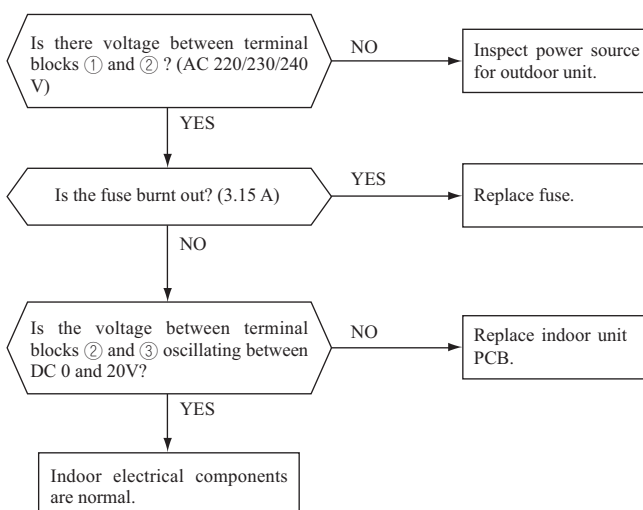 Is there voltage between terminal
blocks ① and ② ? (AC 220/230/240
V)
NO
Inspect power source
for outdoor unit.
YES
Is the fuse burnt out? (3.15 A)
YES
Replace fuse.
NO
Is the voltage between terminal
blocks ② and ③ oscillating between
DC 0 and 20V?
NO
Replace indoor unit
PCB.
YES
Indoor electrical components
are normal.